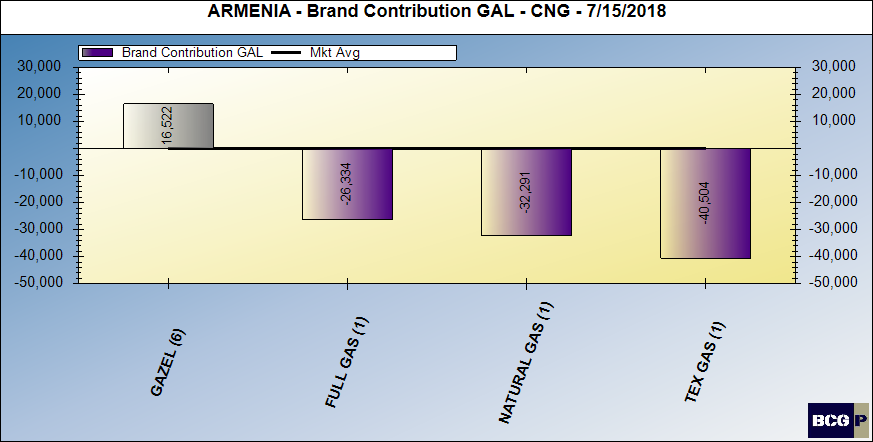 ARMENIA - Brand Contribution GAL - CNG - 7/15/2018
Brand Contribution GAL Mkt Avg
30,000 30,000
20,000 20,000
10,000 10,000
-10,000 -10,000
-20,000 -20,000
-30,000 -30,000
-40,000 -40,000
-50,000 -50,000
16,522
-26,334
-32,291
-40,504
GAZEL (6)
FULL GAS (1)
NATURAL GAS (1)
TEX GAS (1)
BCG P